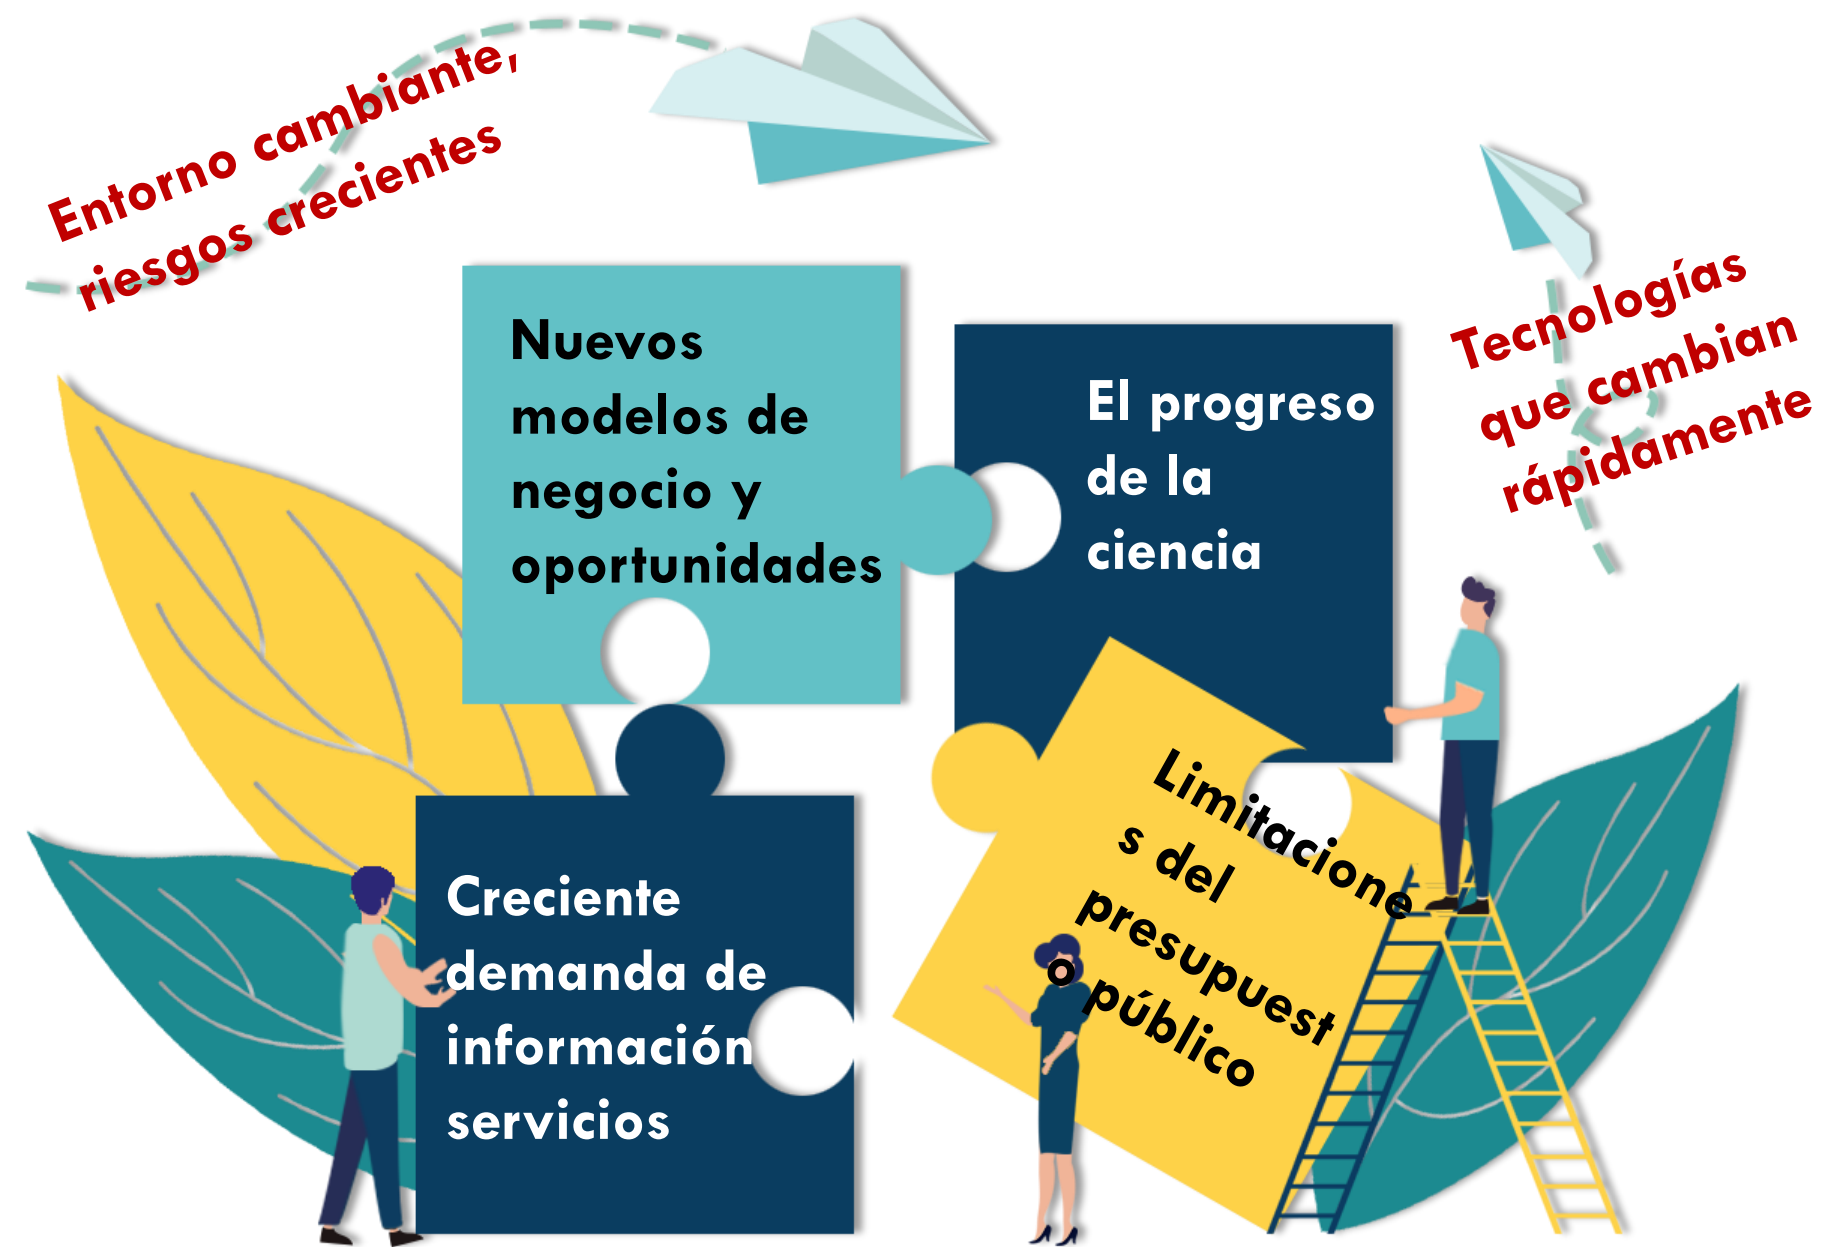 Entorno cambiante,
riesgos crecientes
Tecnologías
que cambian
rápidamente
Nuevos
modelos de
negocio y
oportunidades
El progreso
de la
ciencia
Creciente
demanda de
información
servicios
Limitacione
s del
presupuest
o público